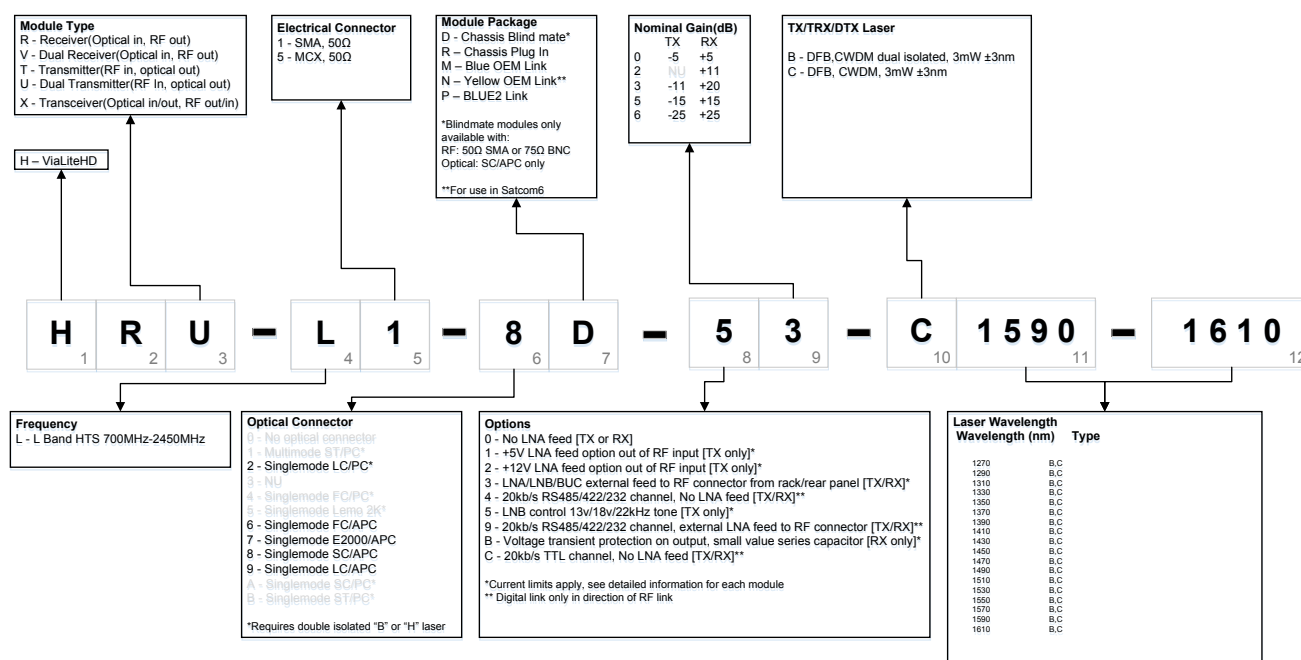 Module Type
R - Receiver(Optical in, RF out)
V - Dual Receiver(Optical in, RF out)
T - Transmitter(RF in, optical out)
U - Dual Transmitter(RF In, optical out)
X - Transceiver(Optical in/out, RF out/in)
H – ViaLiteHD
Electrical Connector
1 - SMA, 50Ω
5 - MCX, 50Ω
Module Package
D - Chassis Blind mate*
R – Chassis Plug In
M – Blue OEM Link
N – Yellow OEM Link**
P – BLUE2 Link
*Blindmate modules only
available with:
RF: 50Ω SMA or 75Ω BNC
Optical: SC/APC only
**For use in Satcom6
Nominal Gain(dB)
TX RX
0 -5 +5
2 NU +11
3 -11 +20
5 -15 +15
6 -25 +25
TX/TRX/DTX Laser
B - DFB,CWDM dual isolated, 3mW ±3nm
C - DFB, CWDM, 3mW ±3nm
H R U – L 1 – 8 D – 5 3 – C 1590 – 1610
1 2 3 4 5 6 7 8 9 10 11 12
Frequency
L - L Band HTS 700MHz-2450MHz
Optical Connector
0 - No optical connector
1 - Multimode ST/PC*
2 - Singlemode LC/PC*
3 - NU
4 - Singlemode FC/PC*
5 - Singlemode Lema 2K*
6 - Singlemode FC/APC
7 - Singlemode E2000/APC
8 - Singlemode SC/APC
9 - Singlemode LC/APC
A - Singlemode SC/PC*
B - Singlemode ST/PC*
*Requires double isolated “B” or “H” laser
Options
0 - No LNA feed [TX or RX]
1 - +5V LNA feed option out of RF input [TX only]*
2 - +12V LNA feed option out of RF input [TX only]*
3 - LNA/LNB/BUC external feed to RF connector from rack/rear panel [TX/RX]*
4 - 20kb/s RS485/422/232 channel, No LNA feed [TX/RX]**
5 - LNB control 13v/18v/22kHz tone [TX only]*
9 - 20kb/s RS485/422/232 channel, external LNA feed to RF connector [TX/RX]**
B - Voltage transient protection on output, small value series capacitor [RX only]*
C - 20kb/s TTL channel, No LNA feed [TX/RX]**
*Current limits apply, see detailed information for each module
** Digital link only in direction of RF link
Laser Wavelength
Wavelength (nm) Type
1270 B,C
1290 B,C
1310 B,C
1330 B,C
1350 B,C
1370 B,C
1390 B,C
1410 B,C
1430 B,C
1450 B,C
1470 B,C
1490 B,C
1510 B,C
1530 B,C
1550 B,C
1570 B,C
1590 B,C
1610 B,C